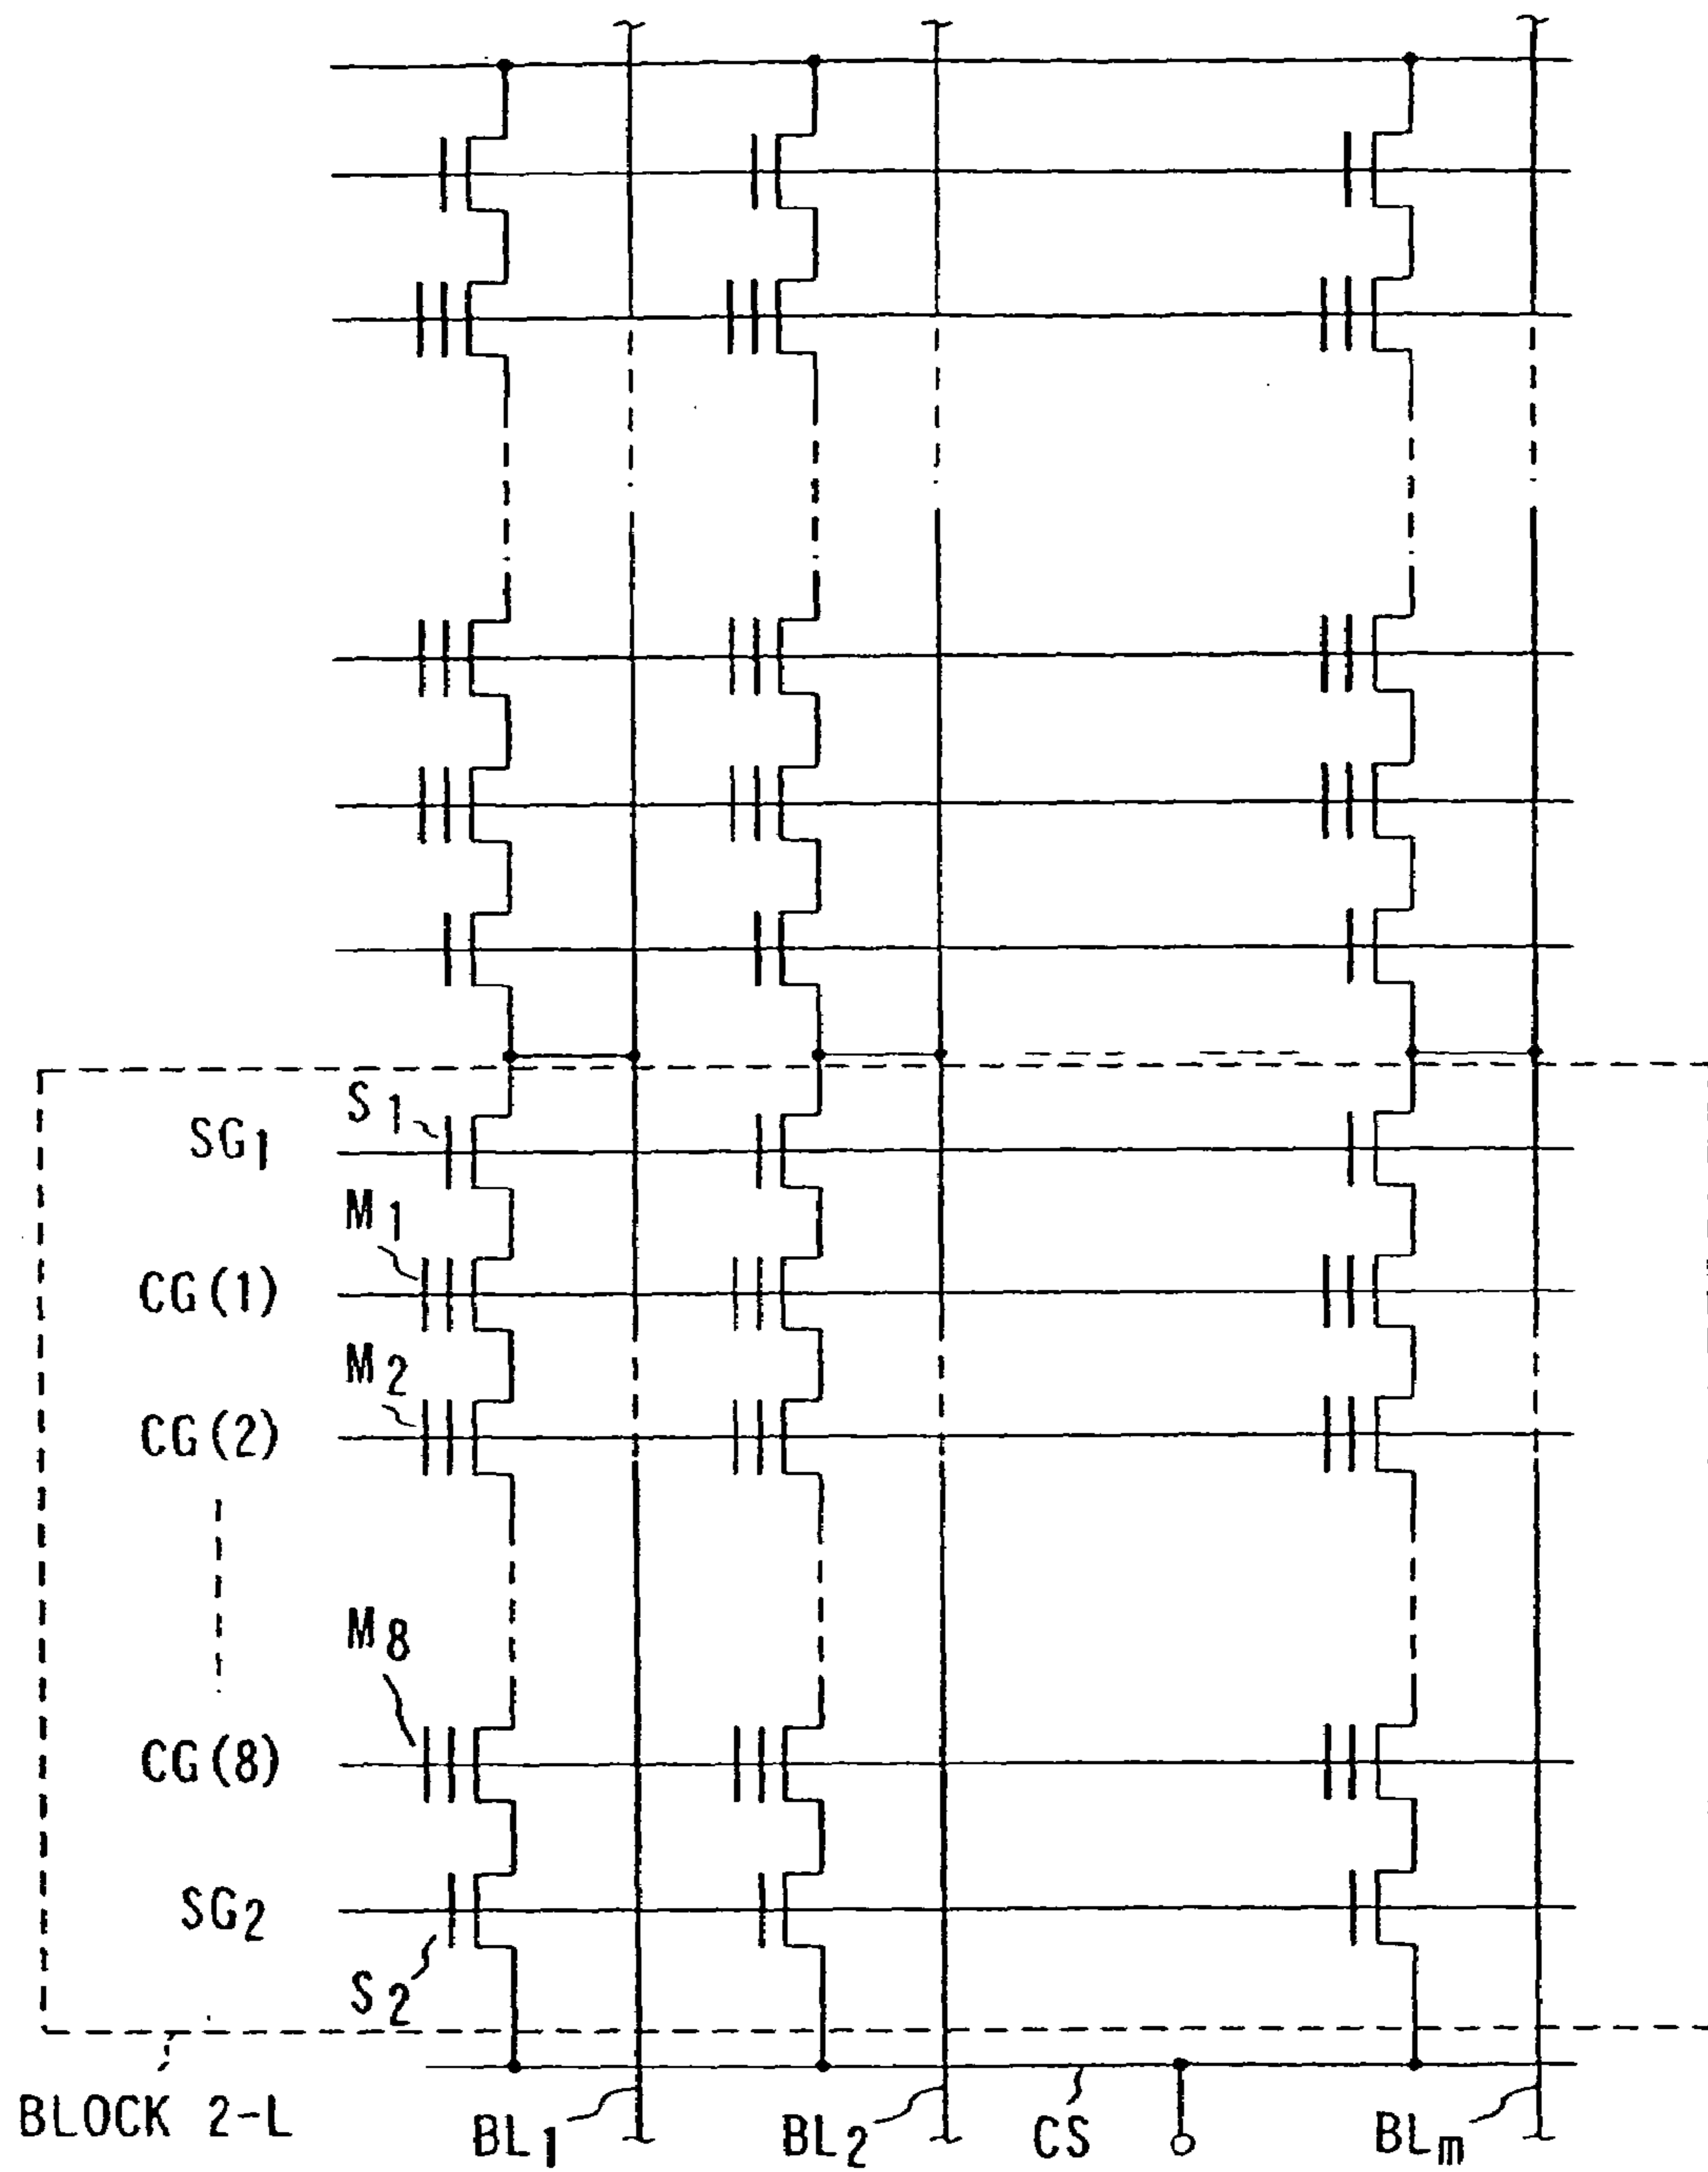 S1
SG1
M1
CG(1)
M2
CG(2)
M8
CG(8)
SG2
S2
BLOCK 2-L
BL1
BL2
CS
BLm